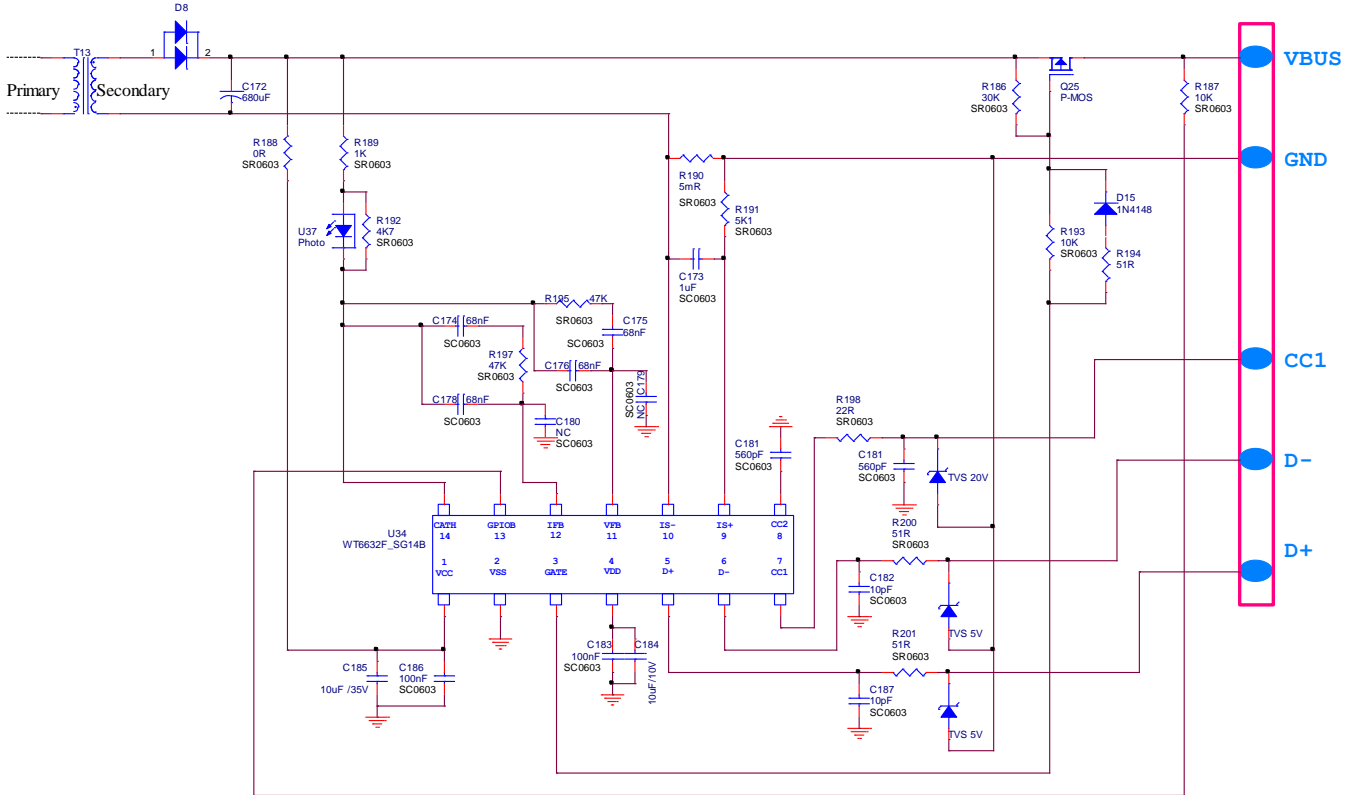 D8
T13
1
2
Primary
Secondary
C172
680uF
R188
0R
SR0603
R189
1K
SR0603
R186
30K
SR0603
Q25
P-MOS
R187
10K
SR0603
VBUS
GND
R190
5mR
SR0603
R191
5K1
SR0603
U37
Photo
R192
4K7
SR0603
C173
1uF
SC0603
D15
1N4148
R193
10K
SR0603
R194
51R
R195
47K
SR0603
C174
68nF
SC0603
C175
68nF
R197
47K
SR0603
C176
68nF
SC0603
C178
68nF
SC0603
C179
NC
SC0603
C180
NC
SC0603
CC1
R198
22R
SR0603
C181
560pF
SC0603
C181
560pF
SC0603
TVS 20V
D-
U34
WT6632F_SG14B
CATH
14
GPIOB
13
IFB
12
VFB
11
IS-
10
IS+
9
CC2
8
1
VCC
2
VSS
3
GATE
4
VDD
5
D+
6
D-
7
CC1
R200
51R
SR0603
D+
C182
10pF
SC0603
TVS 5V
R201
51R
SR0603
C183
100nF
SC0603
C184
10uF/10V
C185
10uF /35V
C186
100nF
SC0603
C187
10pF
SC0603
TVS 5V